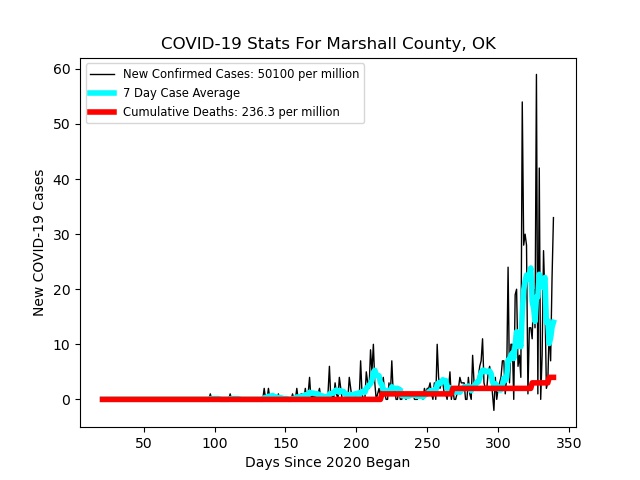 COVID-19 Stats For Marshall County, OK
New Confirmed Cases: 50100 per million
7 Day Case Average
Cumulative Deaths: 236.3 per million
New COVID-19 Cases
60
50
40
30
20
10
0
50 100 150 200 250 300 350
Days Since 2020 Began